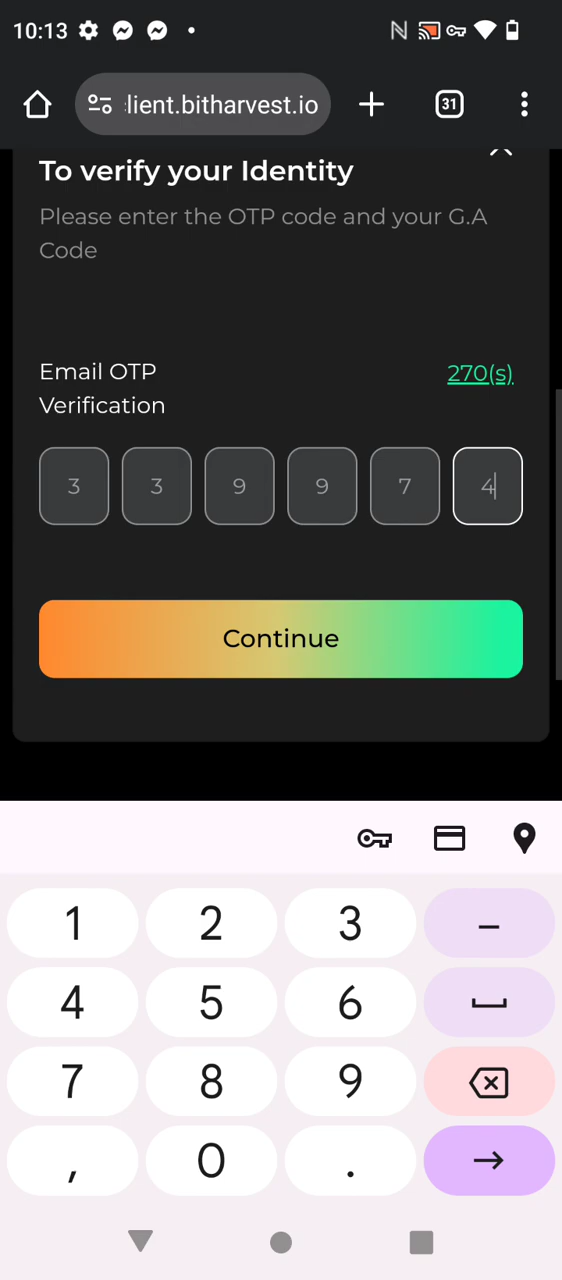 10:13
:lient.bitharvest.io
31
To verify your Identity
Please enter the OTP code and your G.A
Code
Email OTP
Verification
270(s)
3 3 9 9 7 4
Continue
1 2 3 –
4 5 6
7 8 9
, 0 .